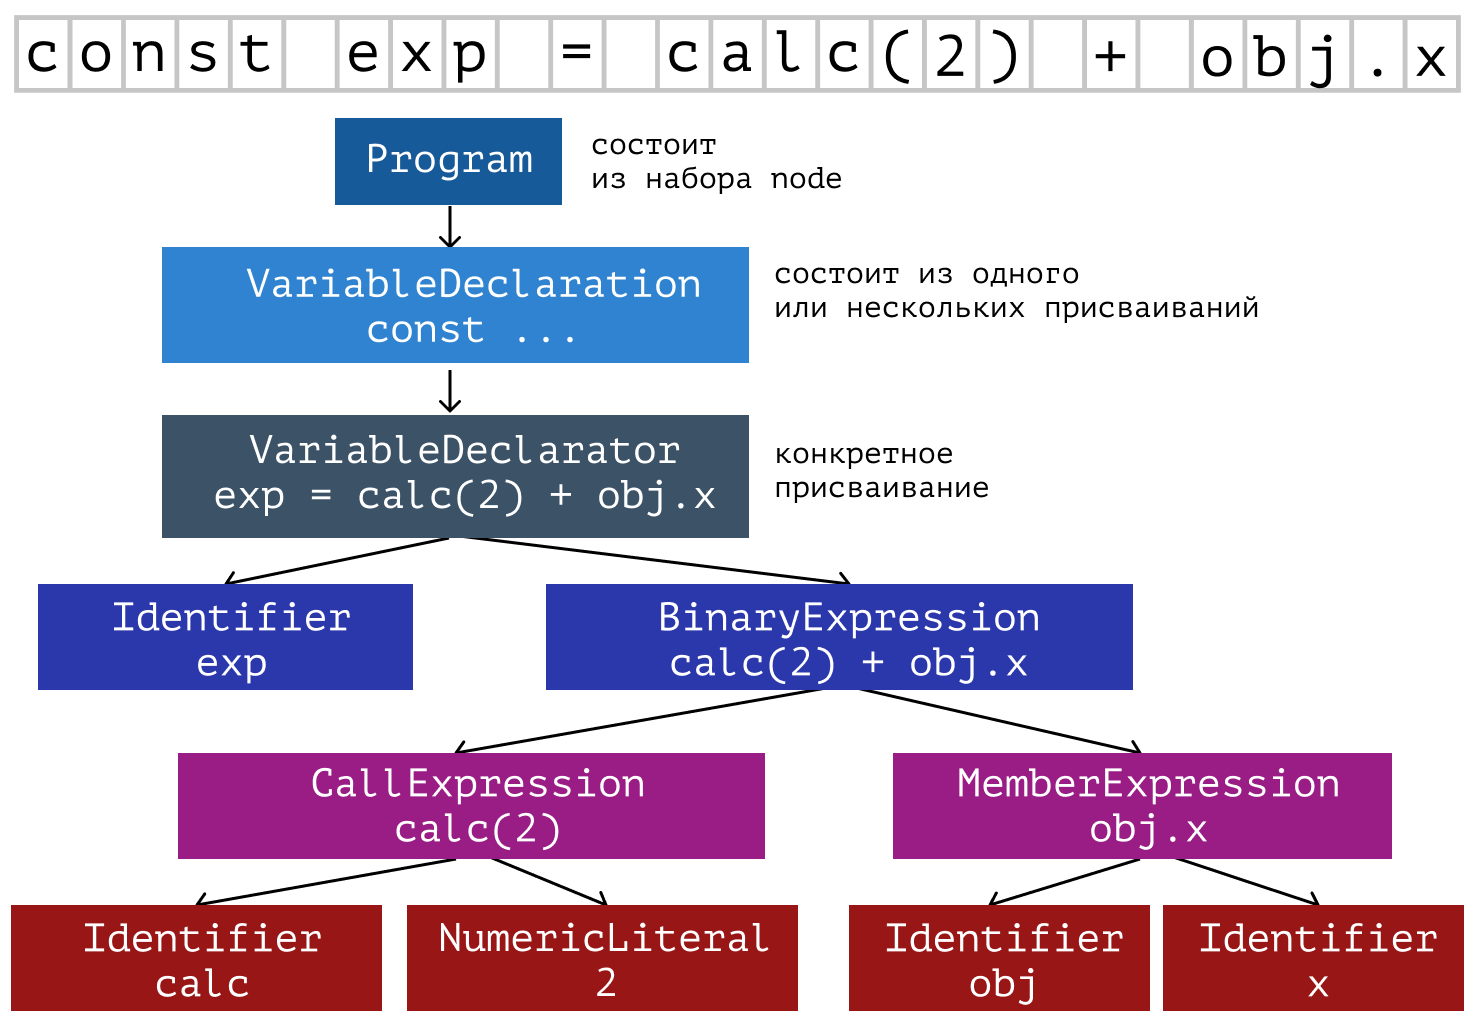 const exp = calc(2) + obj.x
Program
состоит
из набора node
VariableDeclaration
const ...
состоит из одного
или нескольких присваиваний
VariableDeclarator
exp = calc(2) + obj.x
конкретное
присваивание
Identifier
exp
BinaryExpression
calc(2) + obj.x
CallExpression
calc(2)
MemberExpression
obj.x
Identifier
calc
NumericLiteral
2
Identifier
obj
Identifier
x